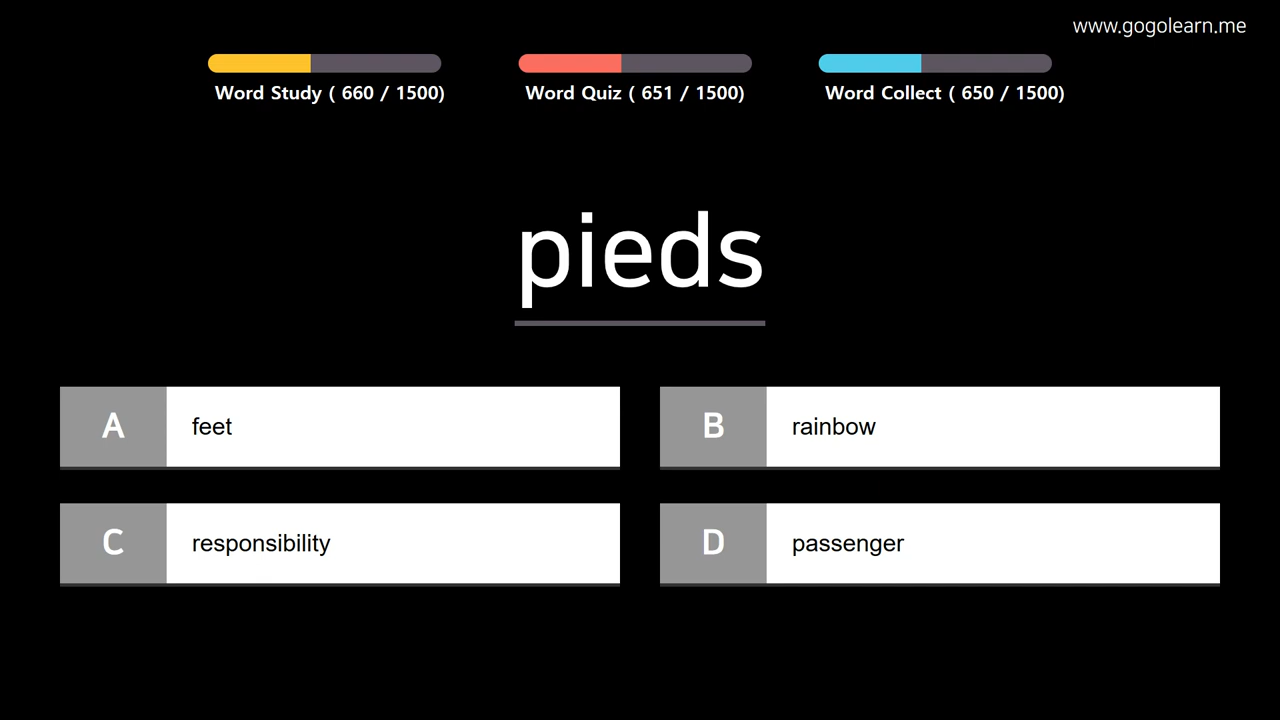 www.gogolearn.me
Word Study ( 660 / 1500)
Word Quiz ( 651 / 1500)
Word Collect ( 650 / 1500)
pieds
A feet
B rainbow
C responsibility
D passenger